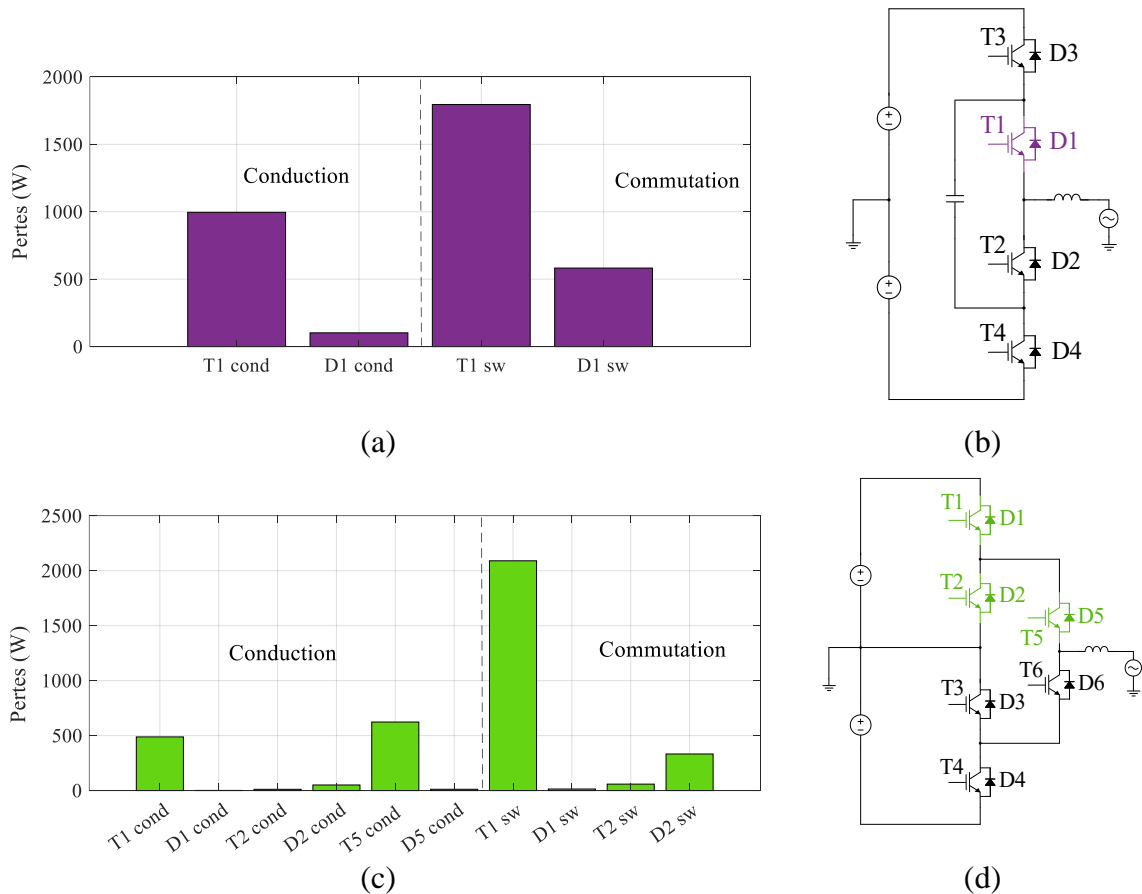 2000
1500
1000
500
0
Pertes (W)
Conduction
Commutation
T1 cond
D1 cond
T1 sw
D1 sw
(a)
T3
D3
T1
D1
T2
D2
T4
D4
(b)
2500
2000
1500
1000
500
0
Pertes (W)
Conduction
Commutation
T1 cond
D1 cond
T2 cond
D2 cond
T5 cond
D5 cond
T1 sw
D1 sw
T2 sw
D2 sw
(c)
T1
D1
T2
D2
D5
T5
T6
D6
T3
D3
T4
D4
(d)